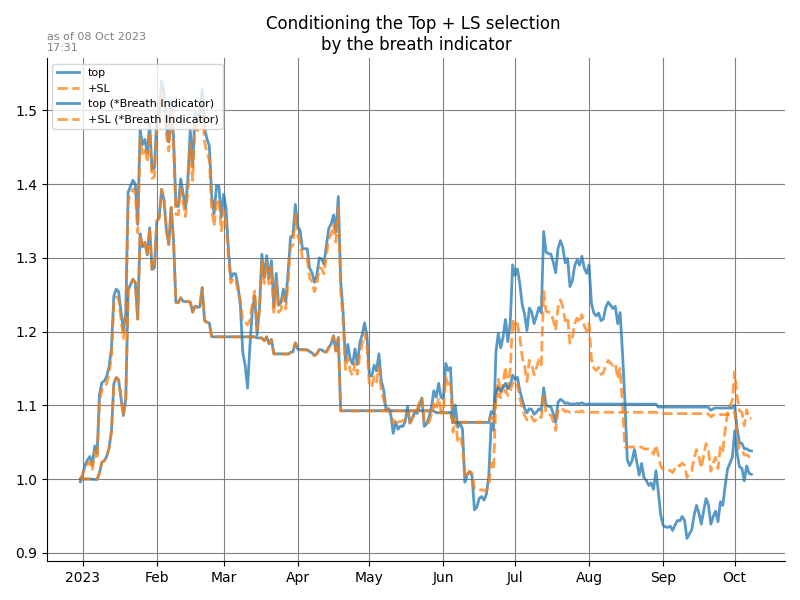 Conditioning the Top + LS selection
by the breath indicator
as of 08 Oct 2023
17:31
top
+SL
top (*Breath Indicator)
+SL (*Breath Indicator)
1.5
1.4
1.3
1.2
1.1
1.0
0.9
2023 Feb Mar Apr May Jun Jul Aug Sep Oct